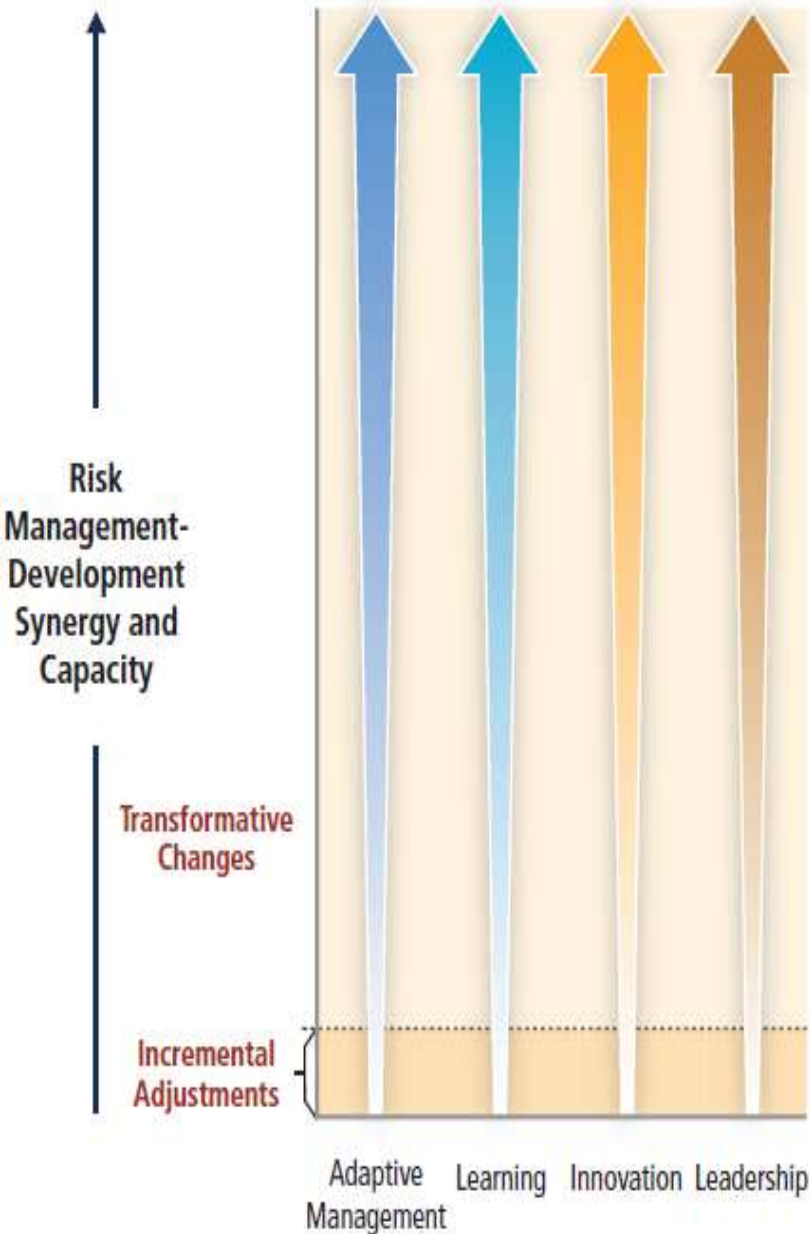 Risk
Management-
Development
Synergy and
Capacity
Transformative
Changes
Incremental
Adjustments
Adaptive
Management
Learning
Innovation
Leadership